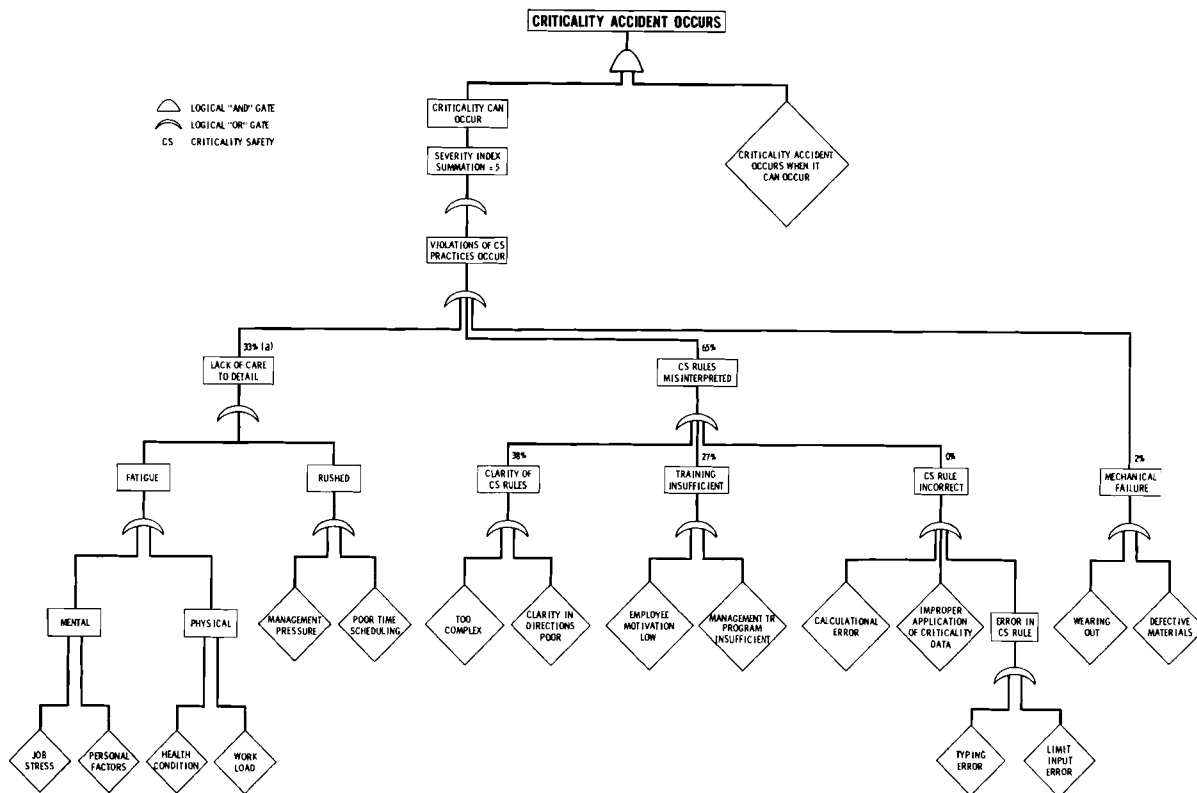 CRITICALITY ACCIDENT OCCURS
LOGICAL "AND" GATE
LOGICAL "OR" GATE
CS CRITICALITY SAFETY
CRITICALITY CAN
OCCUR
SEVERITY INDEX
SUMMATION = 5
CRITICALITY ACCIDENT
OCCURS WHEN IT
CAN OCCUR
VIOLATIONS OF CS
PRACTICES OCCUR
33% (a)
LACK OF CARE
TO DETAIL
65%
CS RULES
MISINTERPRETED
FATIGUE
RUSHED
38%
CLARITY OF
CS RULES
27%
TRAINING
INSUFFICIENT
0%
CS RULE
INCORRECT
2%
MECHANICAL
FAILURE
MENTAL
PHYSICAL
MANAGEMENT
PRESSURE
POOR TIME
SCHEDULING
TOO
COMPLEX
CLARITY IN
DIRECTIONS
POOR
EMPLOYEE
MOTIVATION
LOW
MANAGEMENT TR
PROGRAM
INSUFFICIENT
CALCULATIONAL
ERROR
IMPROPER
APPLICATION
OF CRITICALITY
DATA
ERROR IN
CS RULE
WEARING
OUT
DEFECTIVE
MATERIALS
JOB
STRESS
PERSONAL
FACTORS
HEALTH
CONDITION
WORK
LOAD
TYPING
ERROR
LIMIT
INPUT
ERROR